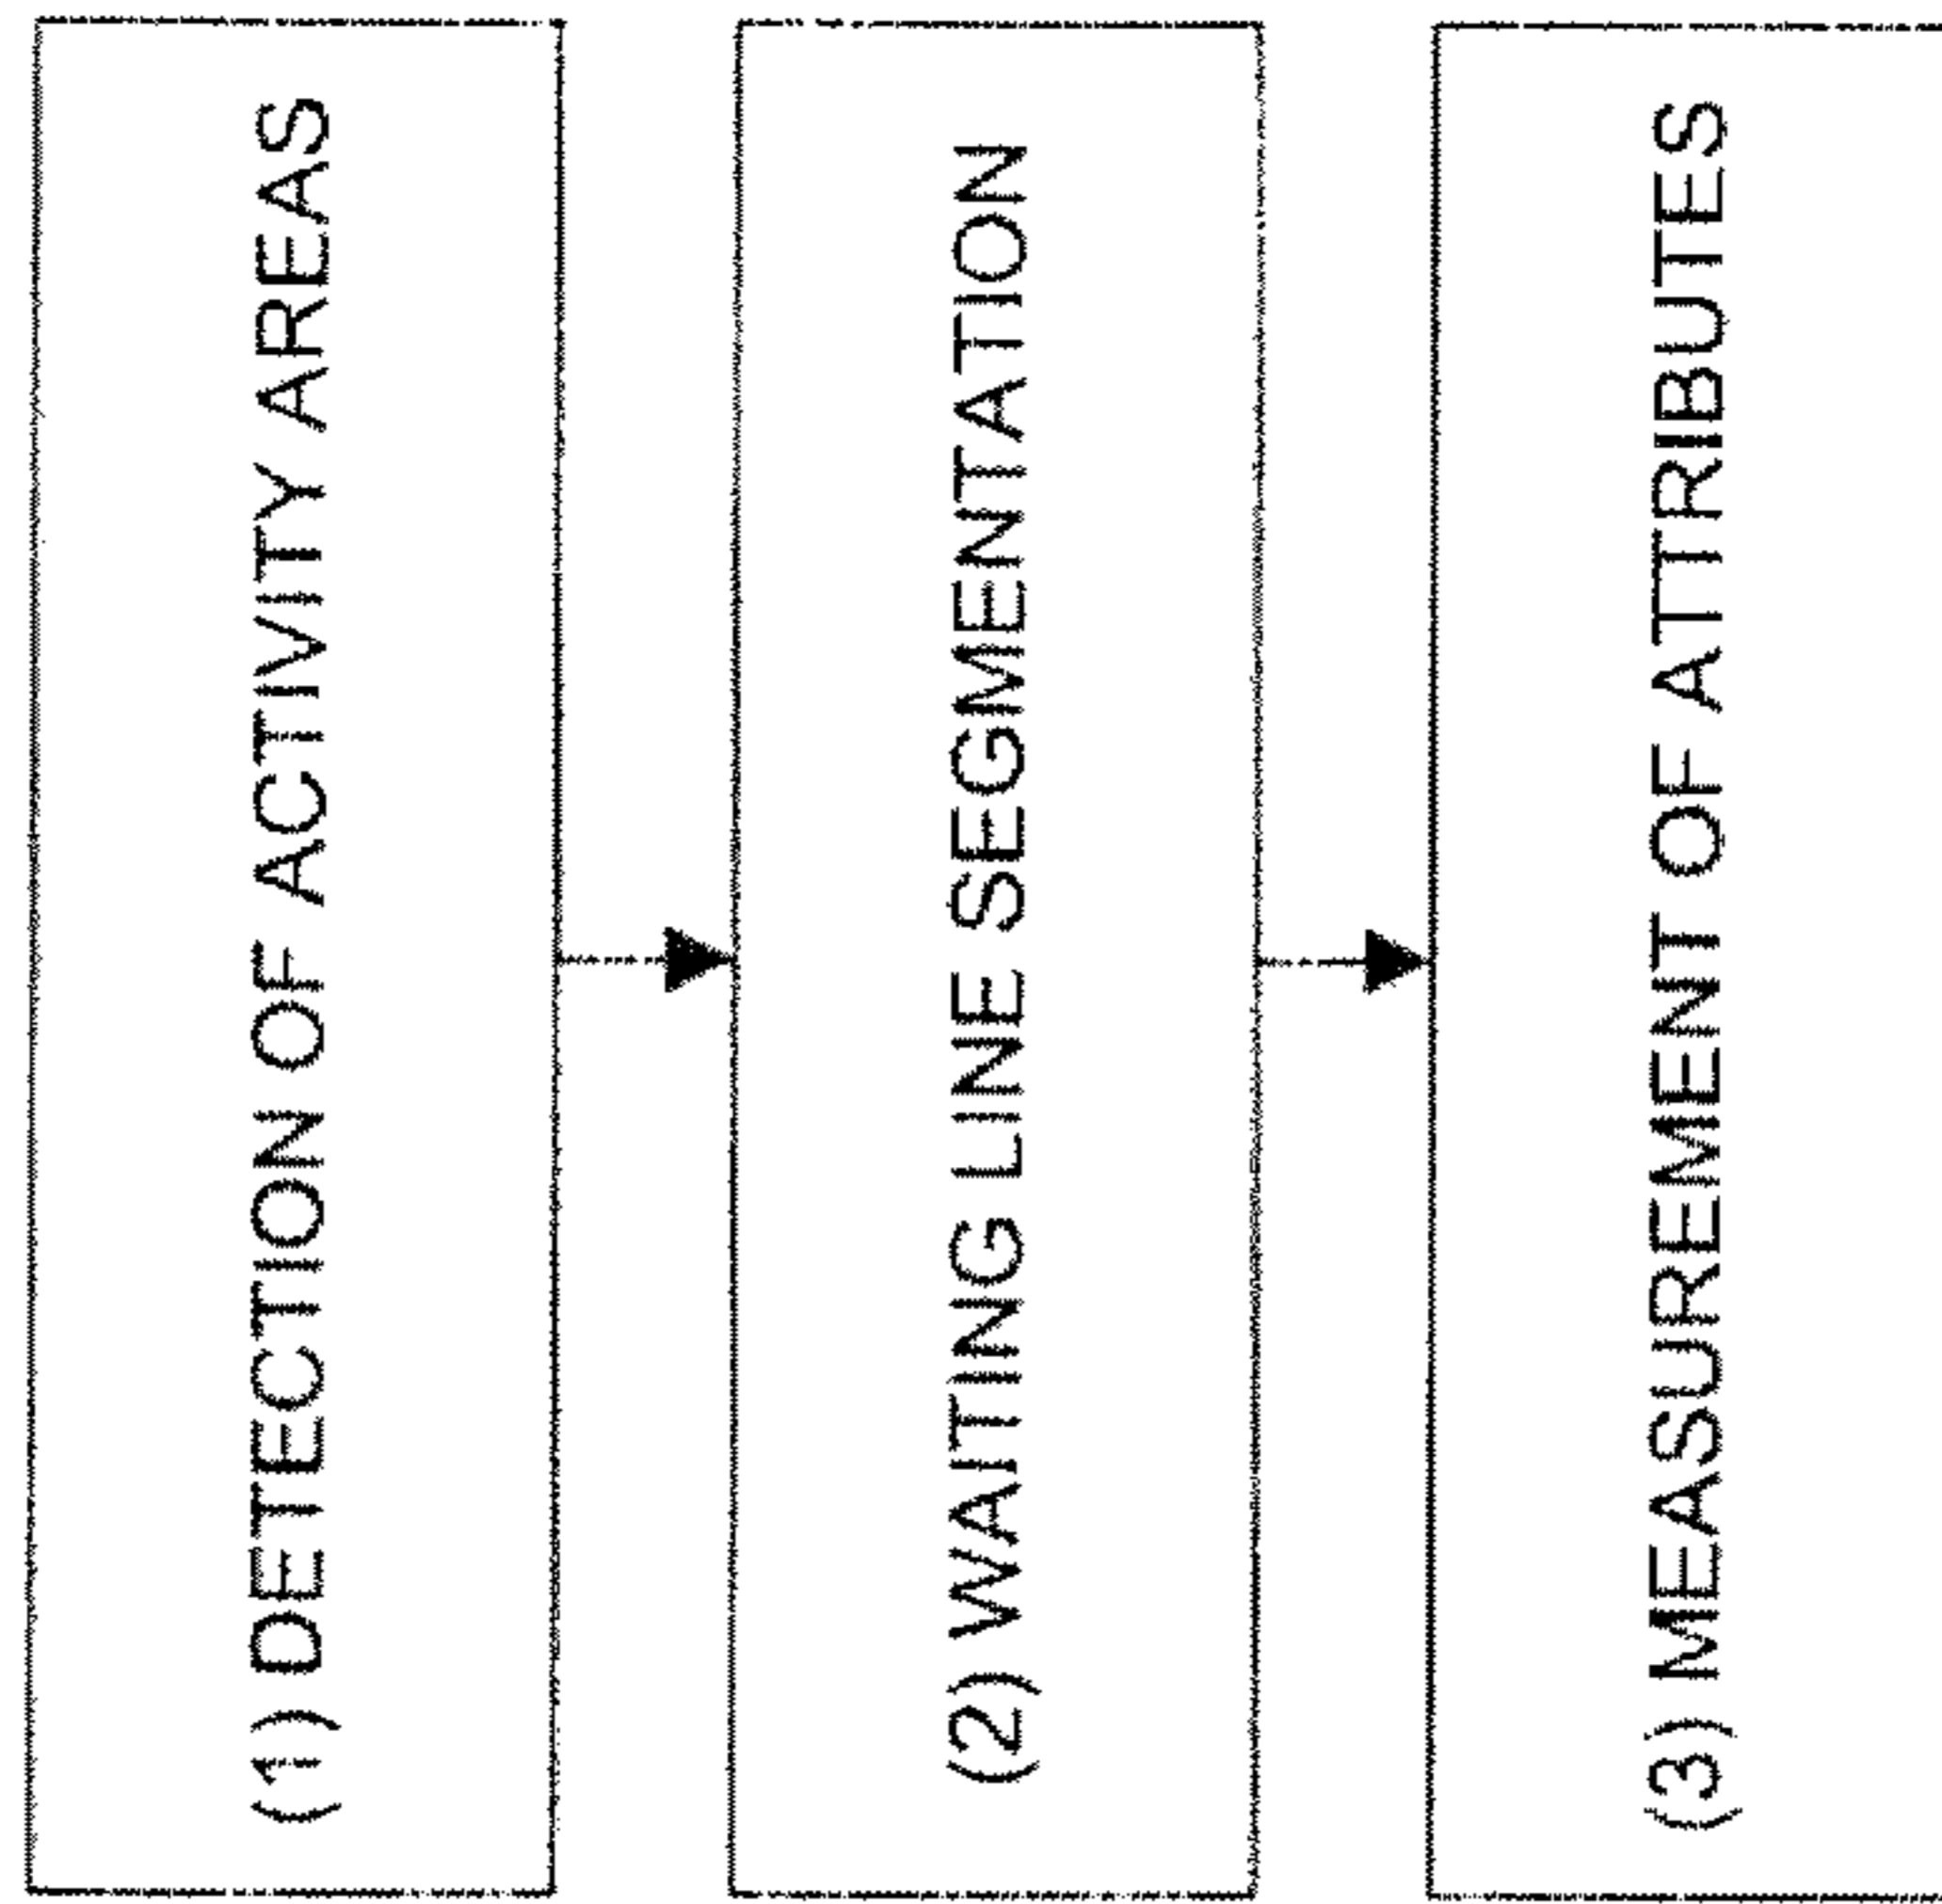 (1) DETECTION OF ACTIVITY AREAS
(2) WAITING LINE SEGMENTATION
(3) MEASUREMENT OF ATTRIBUTES